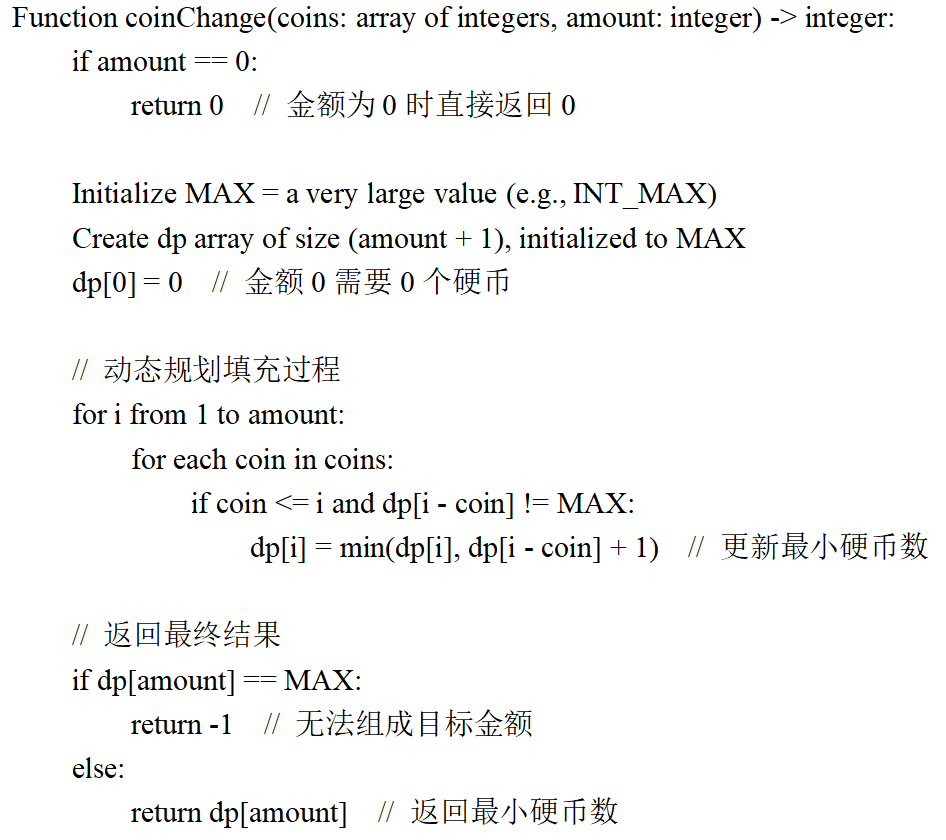 Function coinChange(coins: array of integers, amount: integer) -> integer:
if amount == 0:
return 0 // 金额为 0 时直接返回 0
Initialize MAX = a very large value (e.g., INT_MAX)
Create dp array of size (amount + 1), initialized to MAX
dp[0] = 0 // 金额 0 需要 0 个硬币
// 动态规划填充过程
for i from 1 to amount:
for each coin in coins:
if coin <= i and dp[i - coin] != MAX:
dp[i] = min(dp[i], dp[i - coin] + 1) // 更新最小硬币数
// 返回最终结果
if dp[amount] == MAX:
return -1 // 无法组成目标金额
else:
return dp[amount] // 返回最小硬币数